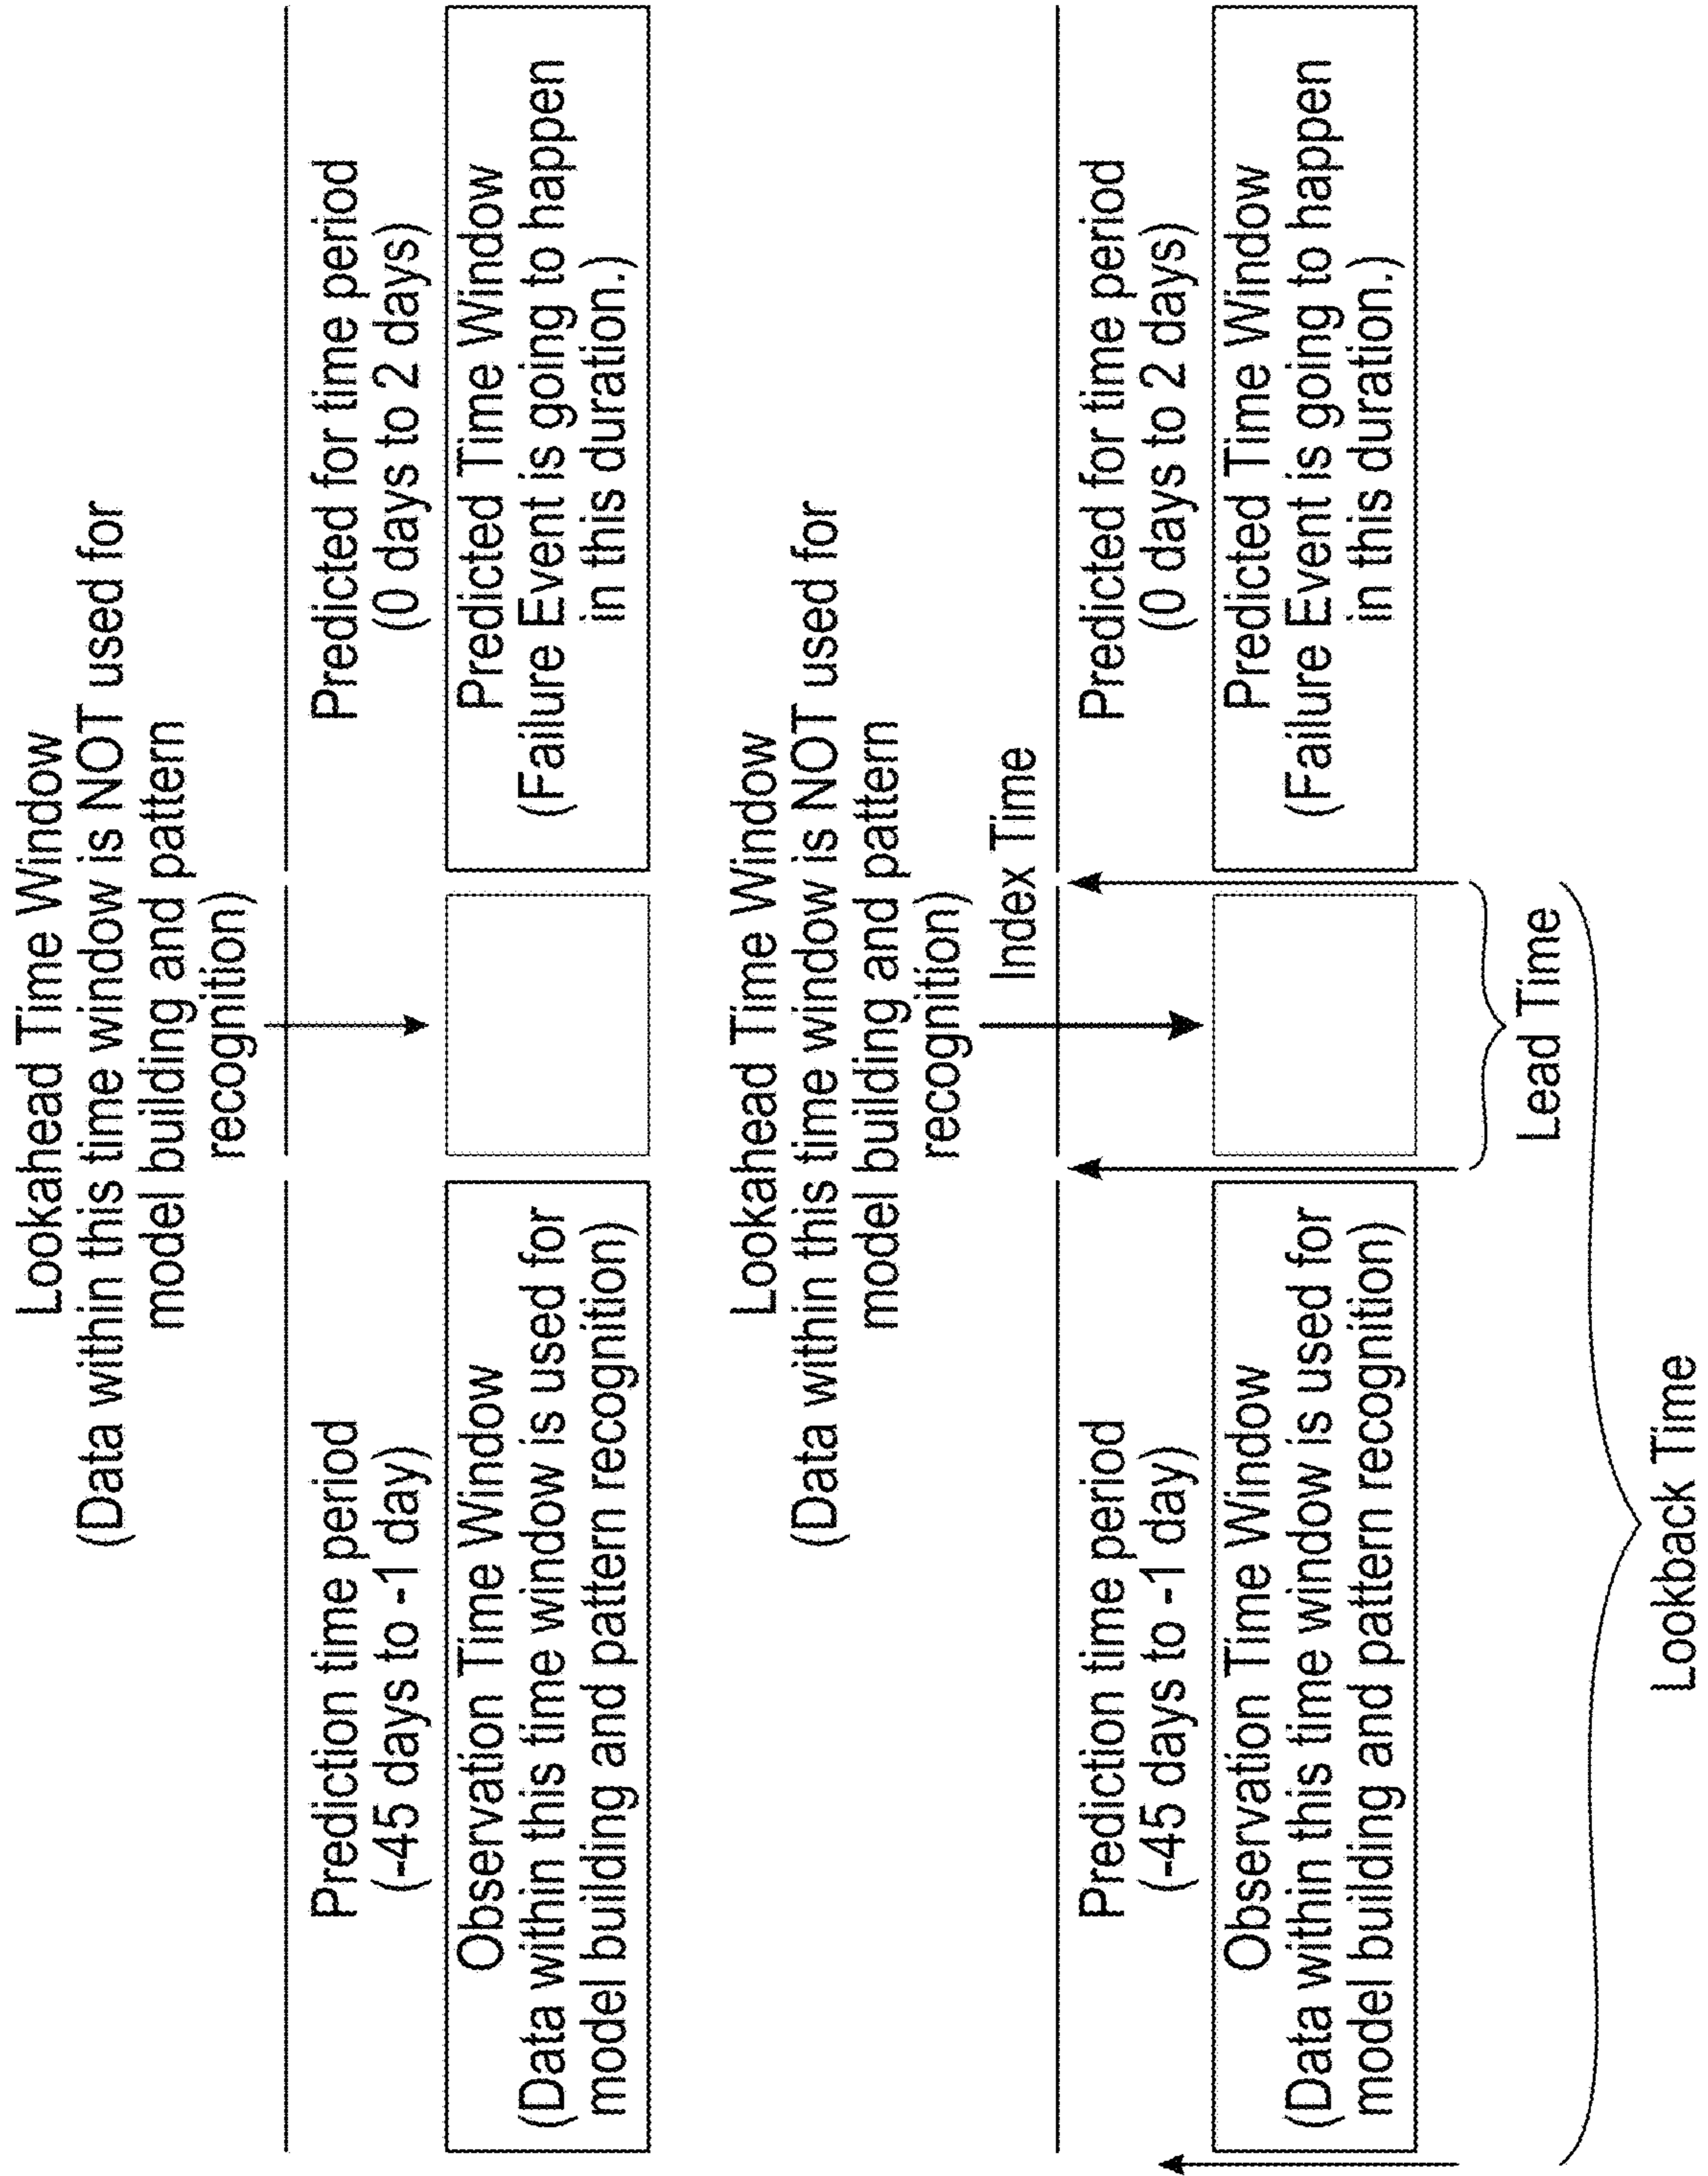 Lookahead Time Window
(Data within this time window is NOT used for
model building and pattern
recognition)
Prediction time period
(-45 days to -1 day)
Predicted for time period
(0 days to 2 days)
Observation Time Window
(Data within this time window is used for
model building and pattern recognition)
Predicted Time Window
(Failure Event is going to happen
in this duration.)
Lookahead Time Window
(Data within this time window is NOT used for
model building and pattern
recognition)
Index Time
Prediction time period
(-45 days to -1 day)
Predicted for time period
(0 days to 2 days)
Observation Time Window
(Data within this time window is used for
model building and pattern recognition)
Predicted Time Window
(Failure Event is going to happen
in this duration.)
Lead Time
Lookback Time